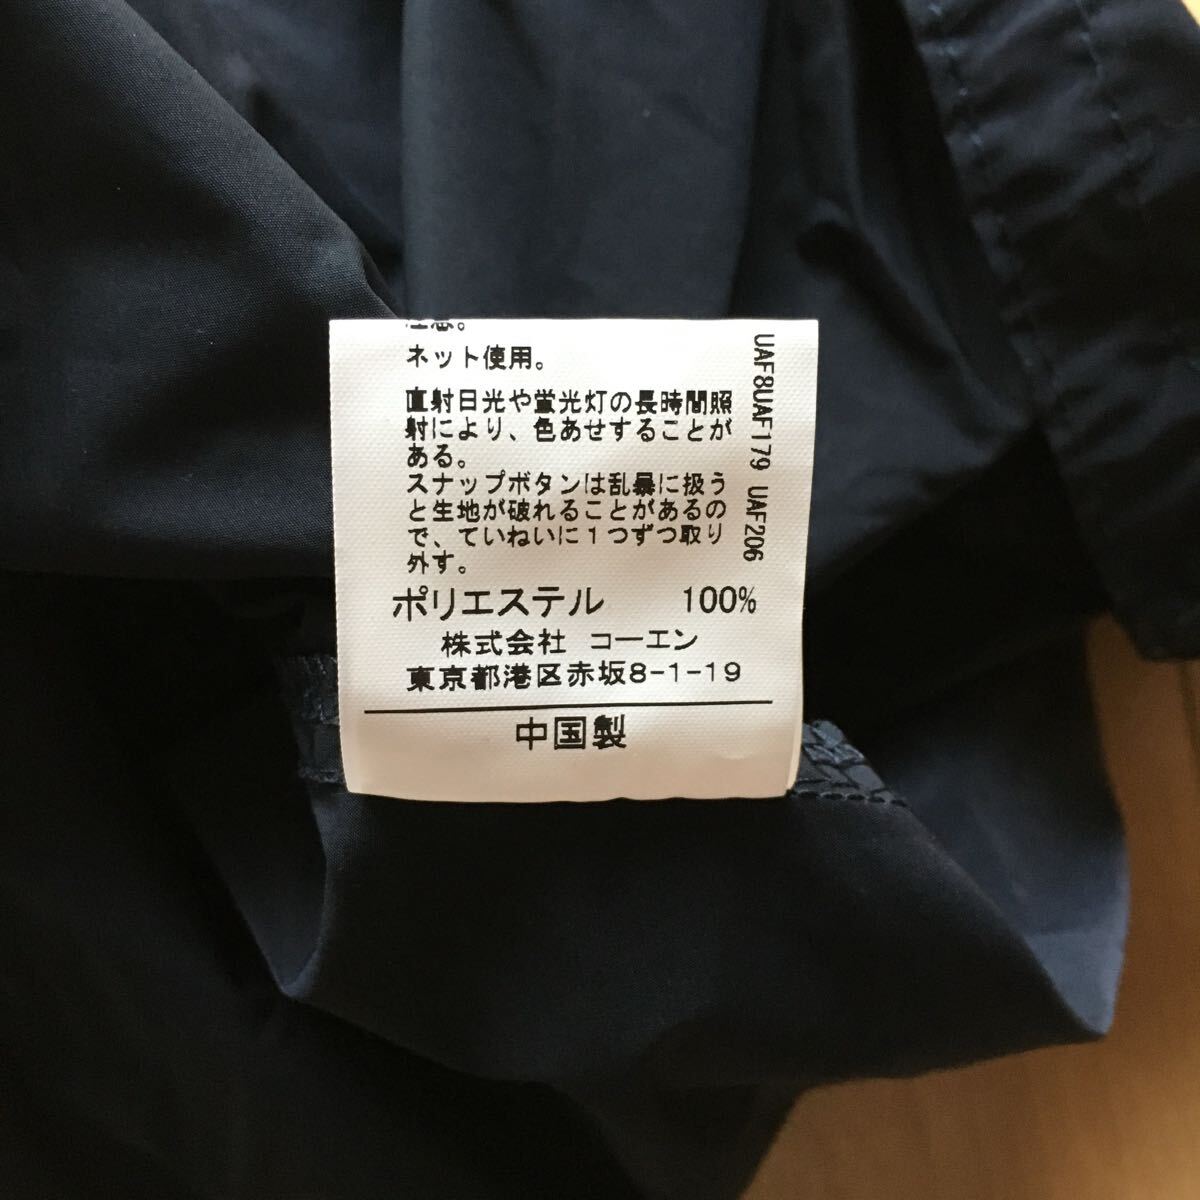 ネット使用。
直射日光や蛍光灯の長時間照
射により、色あせすることが
ある。
スナップボタンは乱暴に扱う
と生地が破れることがあるの
で、ていねいに1つずつ取り
外す。
ポリエステル 100%
株式会社 コーエン
東京都港区赤坂8-1-19
中国製
UAF8UAF179 UAF206